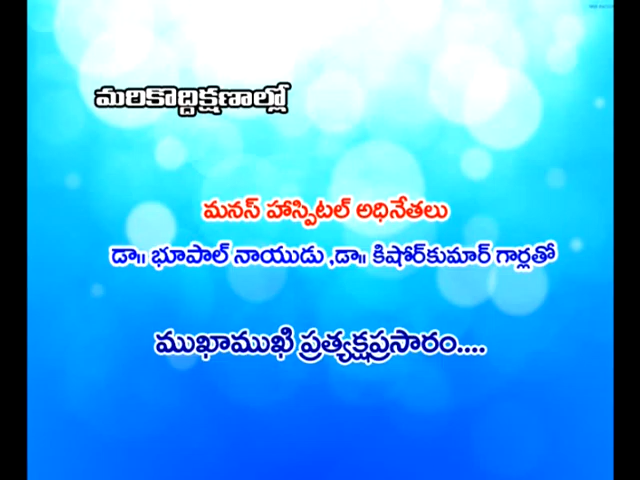 మరికొద్దిక్షణాల్లో
మనస్ హాస్పిటల్ అధినేతలు
డా॥ భూపాల్ నాయుడు ,డా॥ కిషోర్‌కుమార్ గార్లతో
ముఖాముఖి ప్రత్యక్షప్రసారం....